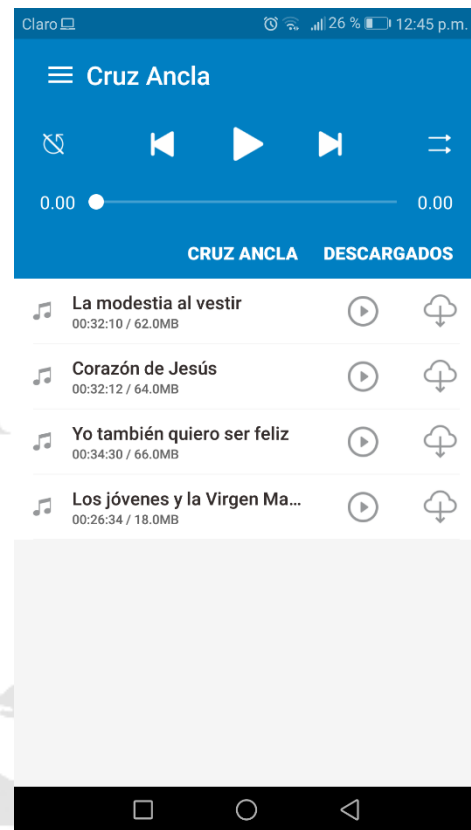 Claro
26 %
12:45 p.m.
Cruz Ancla
0.00
0.00
CRUZ ANCLA DESCARGADOS
La modestia al vestir
00:32:10 / 62.0MB
Corazón de Jesús
00:32:12 / 64.0MB
Yo también quiero ser feliz
00:34:30 / 66.0MB
Los jóvenes y la Virgen Ma...
00:26:34 / 18.0MB